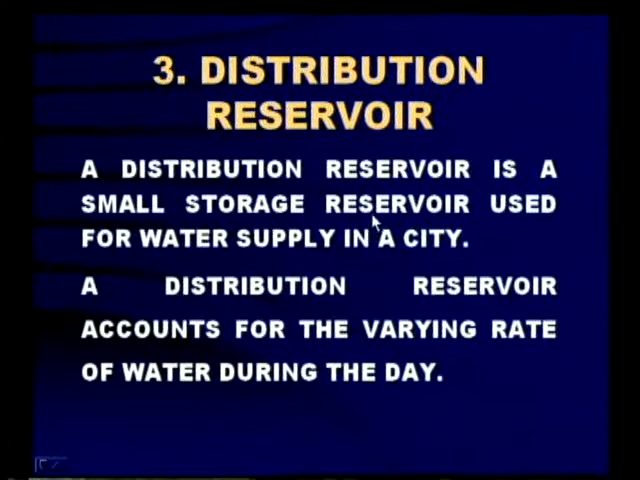 3. DISTRIBUTION
RESERVOIR
A DISTRIBUTION RESERVOIR IS A
SMALL STORAGE RESERVOIR USED
FOR WATER SUPPLY IN A CITY.
A DISTRIBUTION RESERVOIR
ACCOUNTS FOR THE VARYING RATE
OF WATER DURING THE DAY.